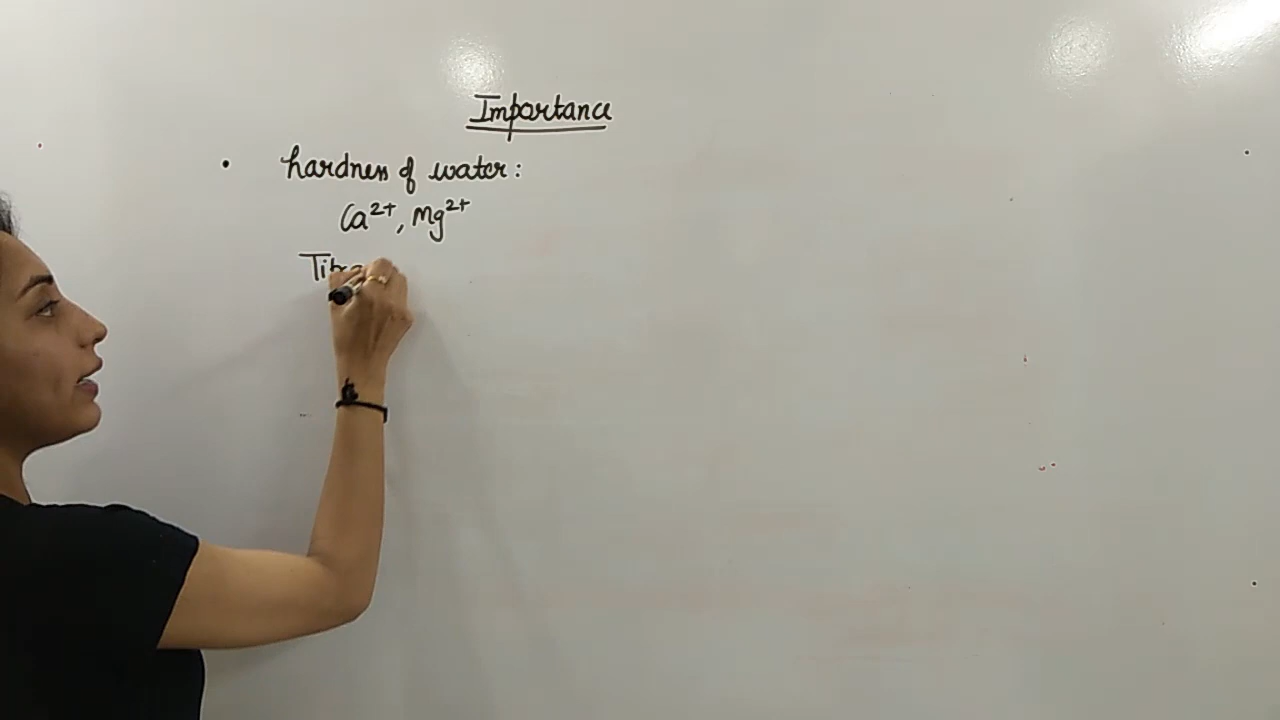 Importance
• hardness of water:
Ca²⁺, Mg²⁺